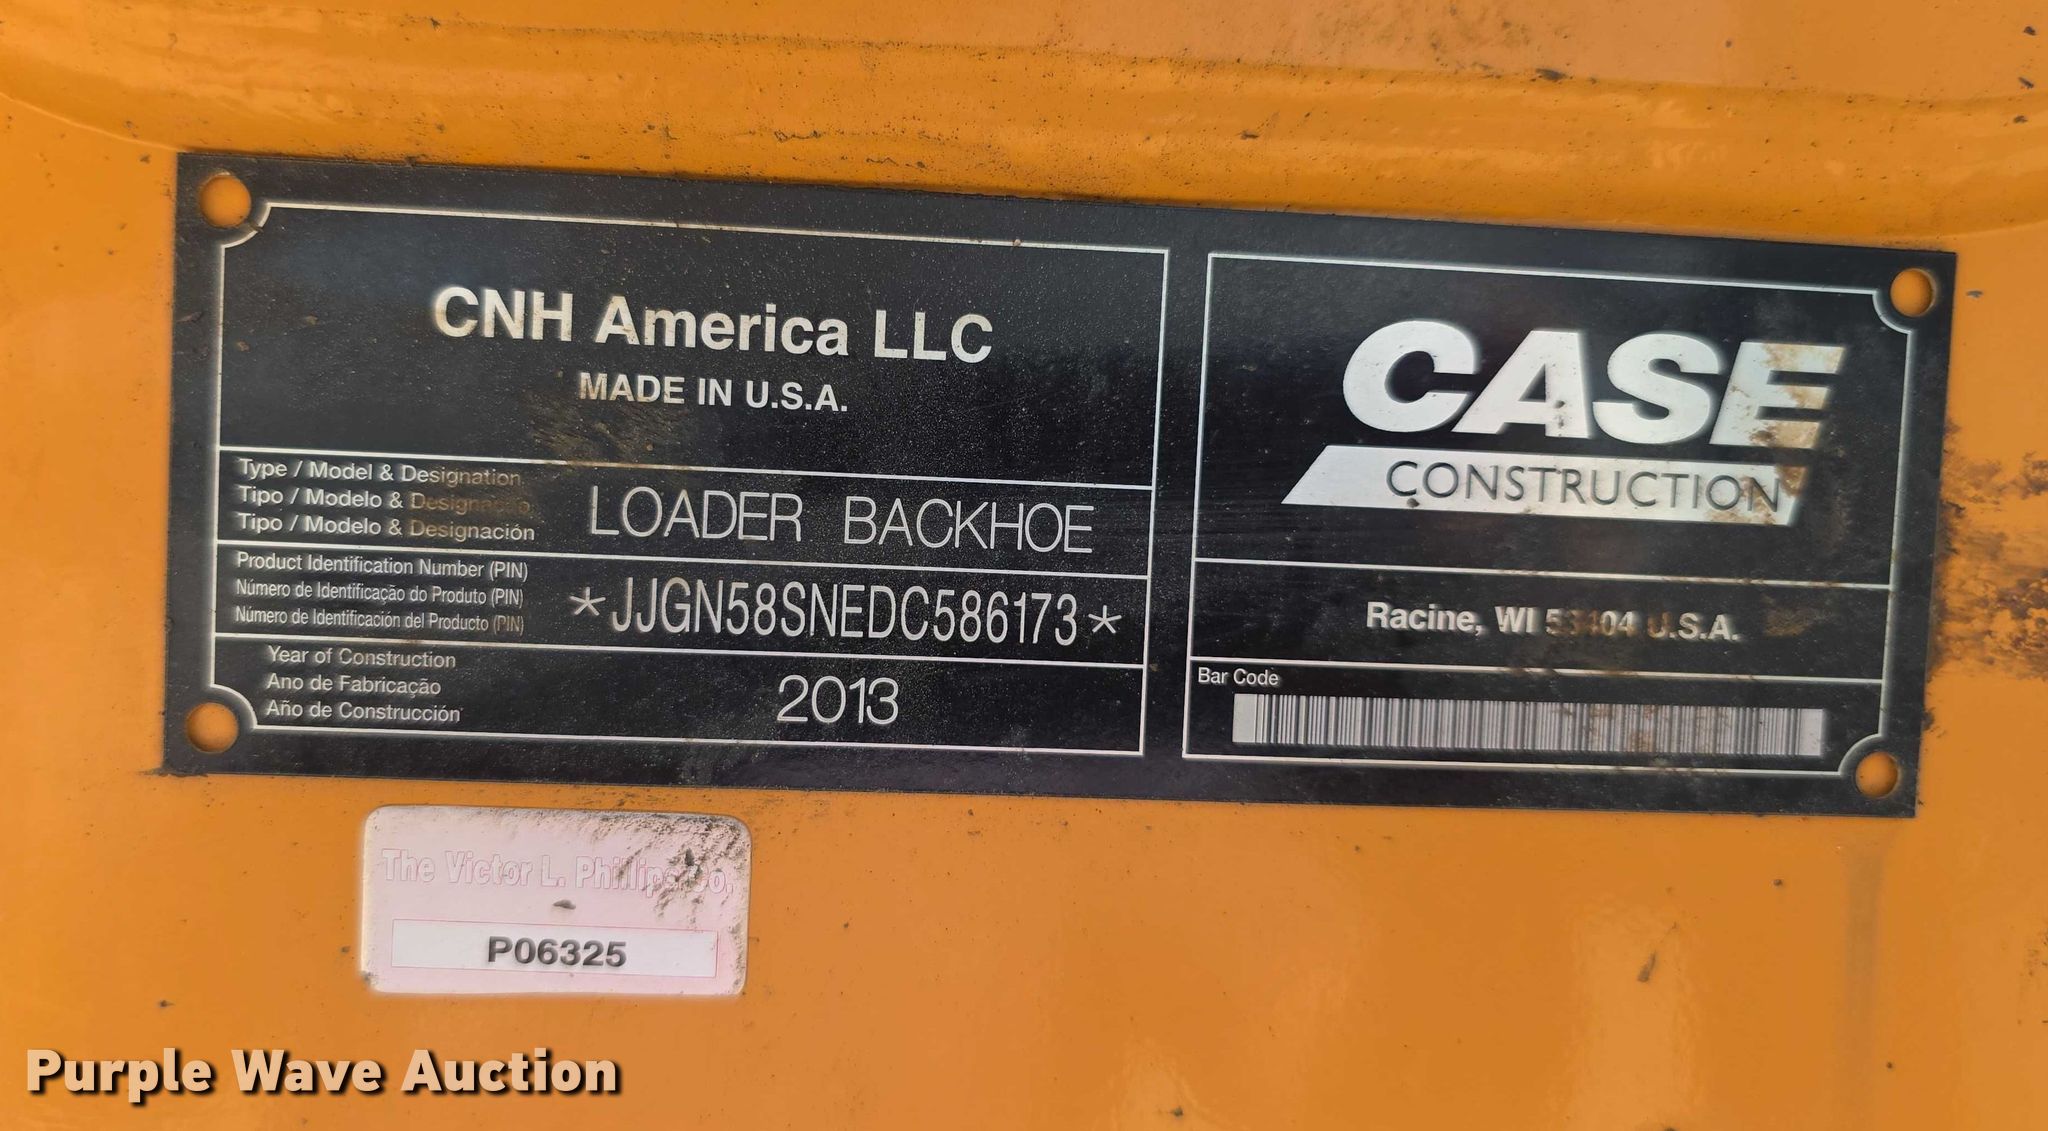 CNH America LLC
MADE IN U.S.A.
Type / Model & Designation
Tipo / Modelo & Designação
Tipo / Modelo & Designación
LOADER BACKHOE
Product Identification Number (PIN)
Número de Identificação do Produto (PIN)
Número de Identificación del Producto (PIN)
*JJGN58SNEDC586173*
Year of Construction
Ano de Fabricação
Año de Construcción
2013
CASE
CONSTRUCTION
Racine, WI 53404 U.S.A.
Bar Code
The Victor L. Phillips Co.
P06325
Purple Wave Auction